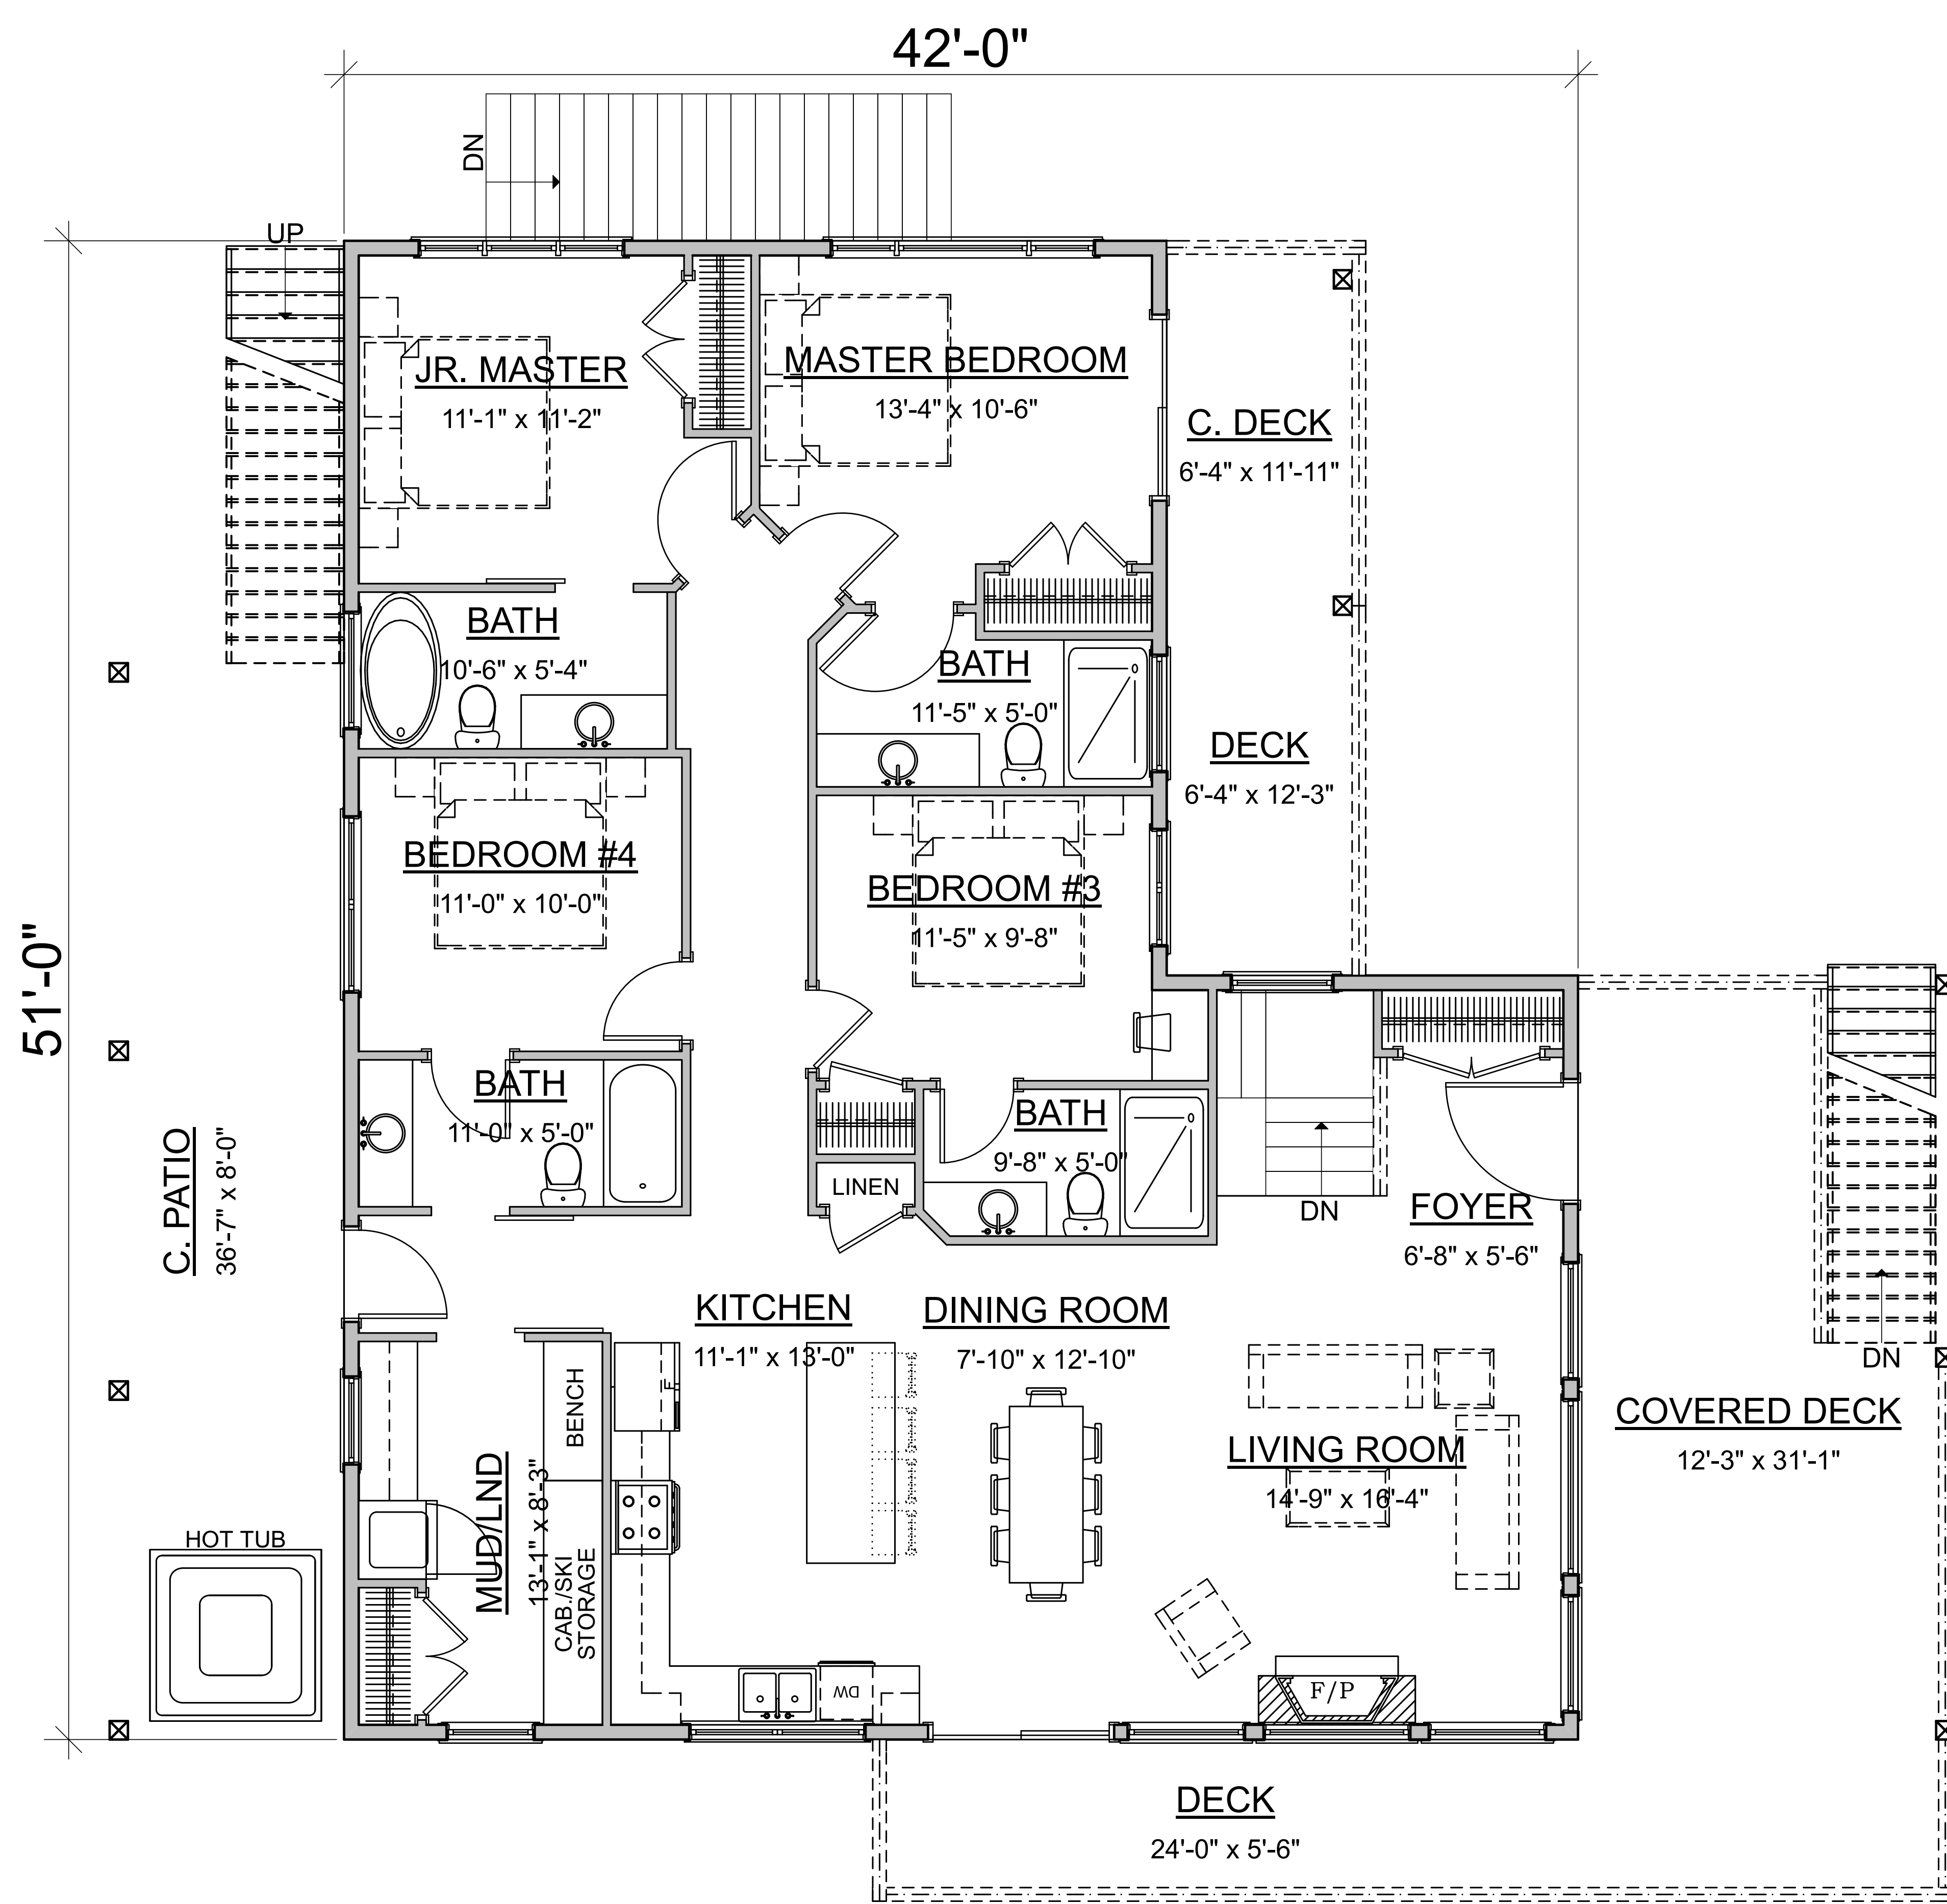 42'-0"
DN
UP
JR. MASTER
11'-1" x 11'-2"
MASTER BEDROOM
13'-4" x 10'-6"
C. DECK
6'-4" x 11'-11"
BATH
10'-6" x 5'-4"
BATH
11'-5" x 5'-0"
DECK
6'-4" x 12'-3"
BEDROOM #4
11'-0" x 10'-0"
BEDROOM #3
11'-5" x 9'-8"
51'-0"
BATH
11'-0" x 5'-0"
BATH
9'-8" x 5'-0"
LINEN
C. PATIO
36'-7" x 8'-0"
DN
FOYER
6'-8" x 5'-6"
KITCHEN
11'-1" x 13'-0"
DINING ROOM
7'-10" x 12'-10"
DN
COVERED DECK
12'-3" x 31'-1"
LIVING ROOM
14'-9" x 16'-4"
BENCH
MUD/LND
13'-1" x 8'-3"
CAB./SKI
STORAGE
HOT TUB
DW
F/P
DECK
24'-0" x 5'-6"